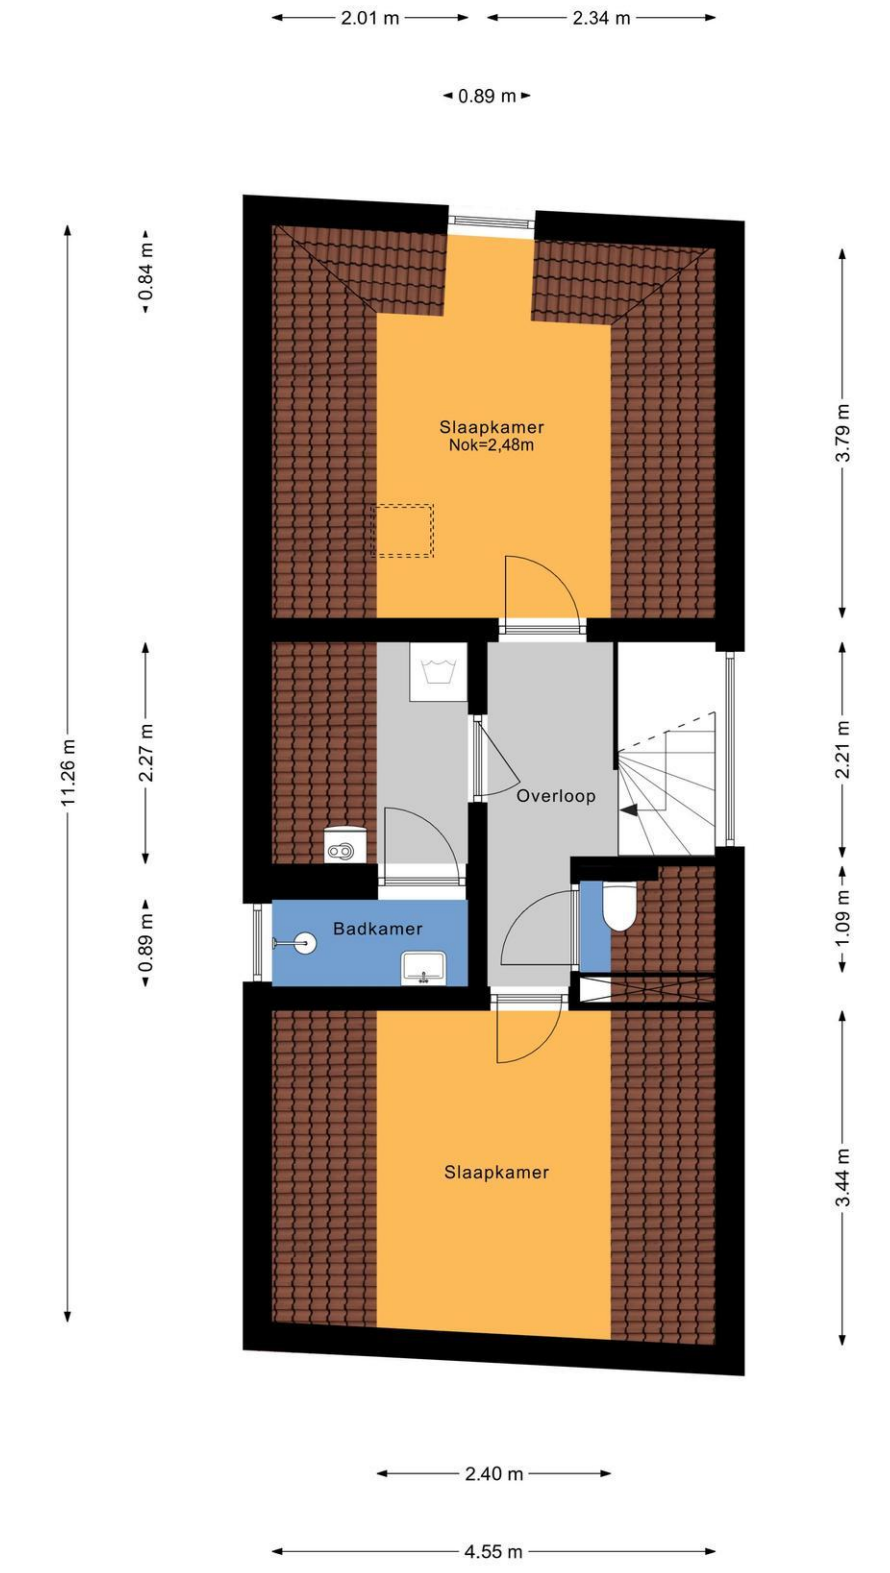 2.01 m
2.34 m
0.89 m
0.84 m
Slaapkamer
Nok=2,48m
3.79 m
11.26 m
2.27 m
2.21 m
Overloop
Badkamer
0.89 m
1.09 m
Slaapkamer
3.44 m
2.40 m
4.55 m